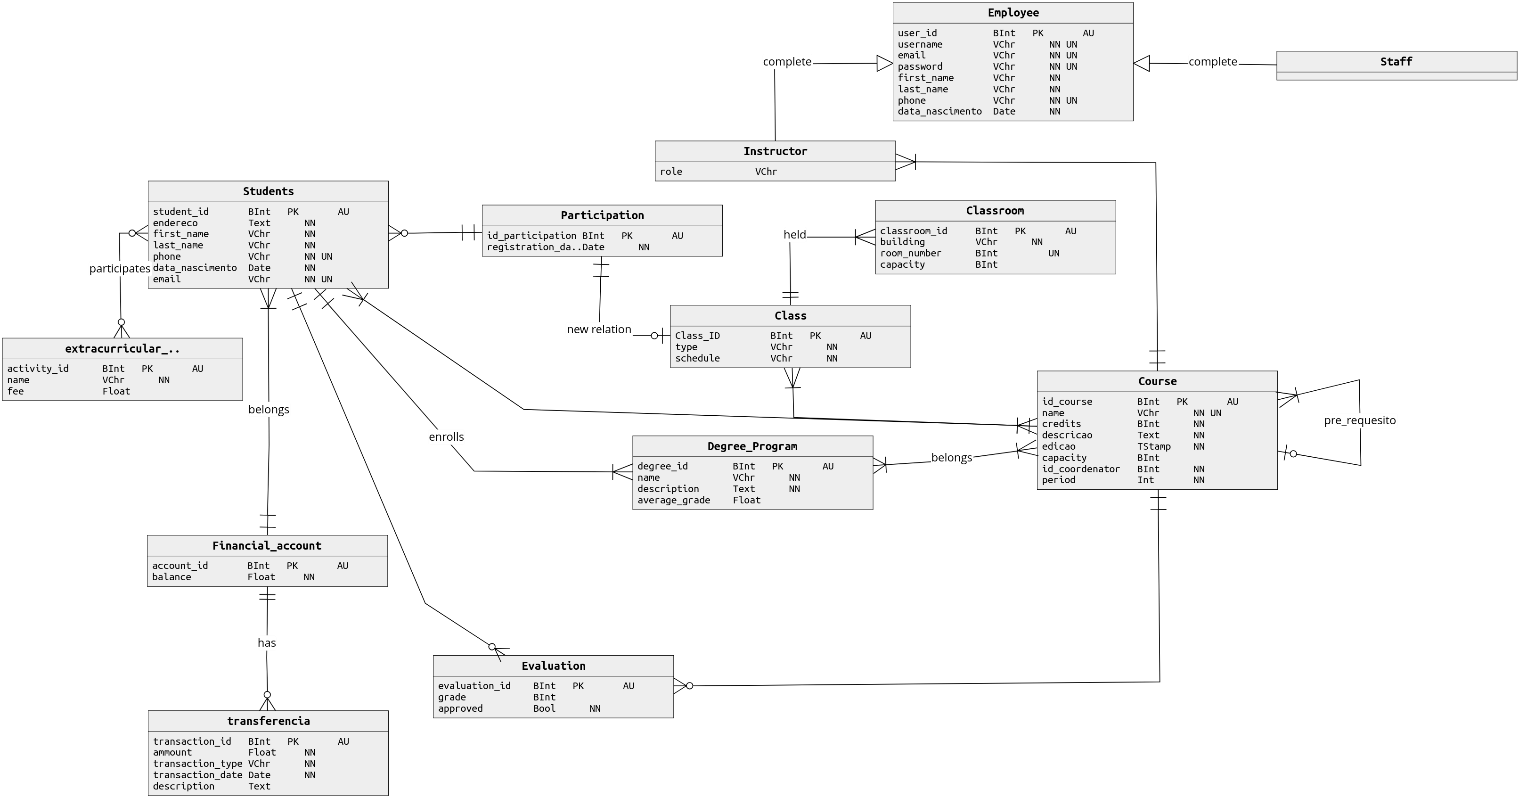 Employee
user_id BInt PK AU
username VChr NN UN
email VChr NN UN
password VChr NN UN
first_name VChr NN
last_name VChr NN
phone VChr NN UN
data_nascimento Date NN
complete
complete
Staff
Instructor
role VChr
Students
student_id BInt PK AU
endereco Text NN
first_name VChr NN
last_name VChr NN
phone VChr NN UN
data_nascimento Date NN
email VChr NN UN
Participation
id_participation BInt PK AU
registration_da..Date NN
Classroom
classroom_id BInt PK AU
building VChr NN
room_number BInt UN
capacity BInt
held
participates
new relation
Class
Class_ID BInt PK AU
type VChr NN
schedule VChr NN
extracurricular_..
activity_id BInt PK AU
name VChr NN
fee Float
Course
id_course BInt PK AU
name VChr NN UN
credits BInt NN
descricao Text NN
edicao TStamp NN
capacity BInt
id_coordenator BInt NN
period Int NN
pre_requesito
belongs
enrolls
Degree_Program
degree_id BInt PK AU
name VChr NN
description Text NN
average_grade Float
belongs
Financial_account
account_id BInt PK AU
balance Float NN
has
Evaluation
evaluation_id BInt PK AU
grade BInt
approved Bool NN
transferencia
transaction_id BInt PK AU
ammount Float NN
transaction_type VChr NN
transaction_date Date NN
description Text